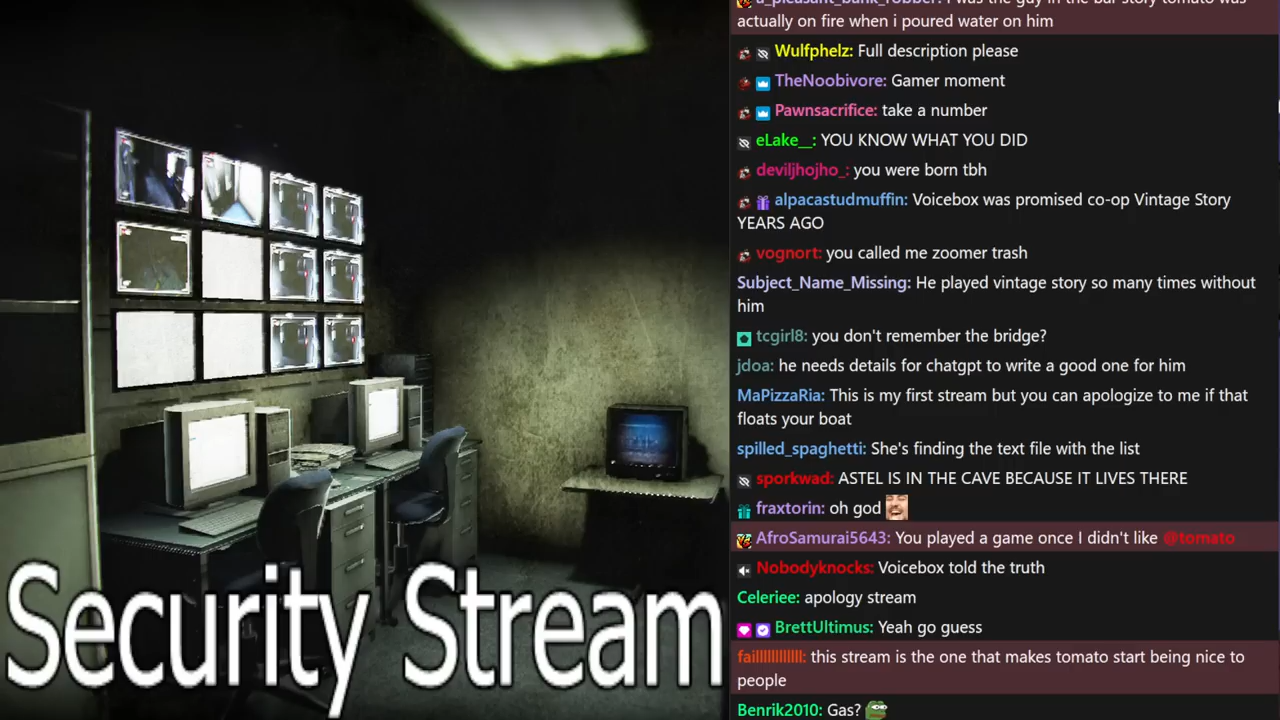 a_pleasant_bank_robber: I was the guy in the bar story tomato was
actually on fire when i poured water on him
Wulfphelz: Full description please
TheNoobivore: Gamer moment
Pawnsacrifice: take a number
eLake__: YOU KNOW WHAT YOU DID
deviljhojho_: you were born tbh
alpacastudmuffin: Voicebox was promised co-op Vintage Story
YEARS AGO
vognort: you called me zoomer trash
Subject_Name_Missing: He played vintage story so many times without
him
tcgirl8: you don't remember the bridge?
jdoa: he needs details for chatgpt to write a good one for him
MaPizzaRia: This is my first stream but you can apologize to me if that
floats your boat
spilled_spaghetti: She's finding the text file with the list
sporkwad: ASTEL IS IN THE CAVE BECAUSE IT LIVES THERE
fraxtorin: oh god
AfroSamurai5643: You played a game once I didn't like @tomato
Nobodyknocks: Voicebox told the truth
Celeriee: apology stream
BrettUltimus: Yeah go guess
: this stream is the one that makes tomato start being nice to
people
Benrik2010: Gas?
Security Stream